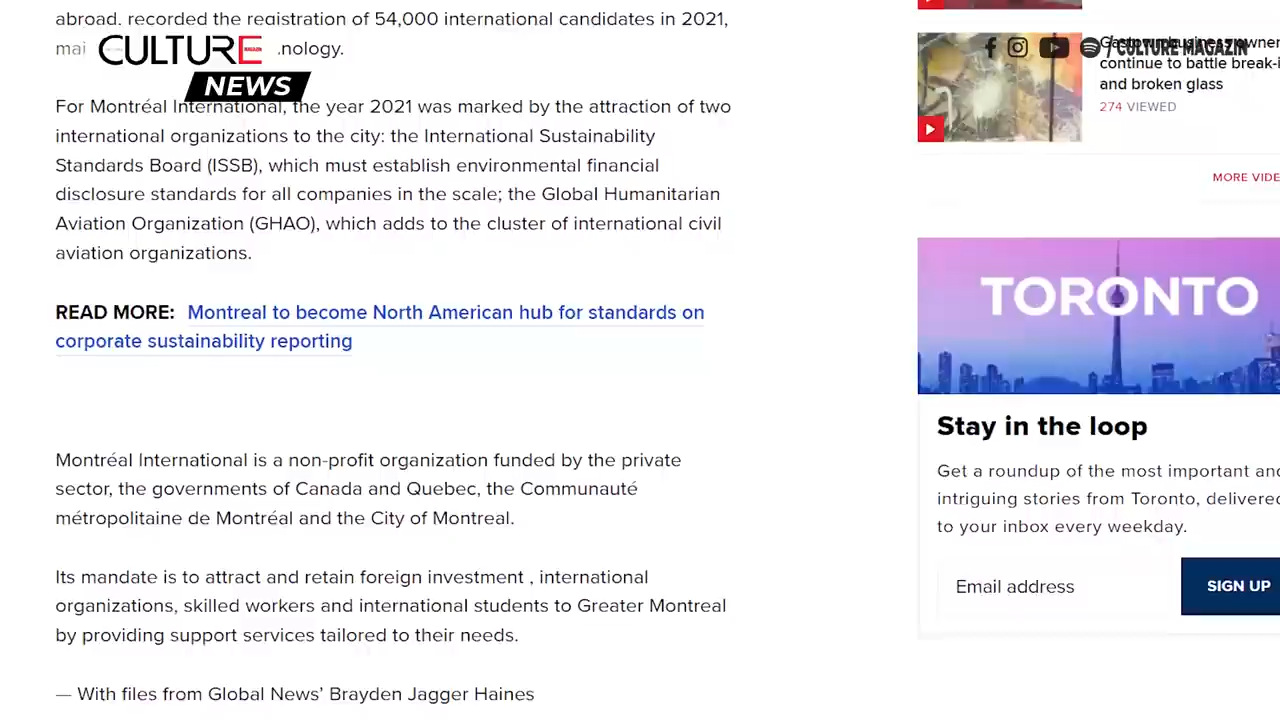 abroad, recorded the registration of 54,000 international candidates in 2021,
nology.
CULTURE
NEWS
For Montréal International, the year 2021 was marked by the attraction of two
international organizations to the city: the International Sustainability
Standards Board (ISSB), which must establish environmental financial
disclosure standards for all companies in the scale; the Global Humanitarian
Aviation Organization (GHAO), which adds to the cluster of international civil
aviation organizations.
READ MORE: Montreal to become North American hub for standards on
corporate sustainability reporting
Montréal International is a non-profit organization funded by the private
sector, the governments of Canada and Quebec, the Communauté
métropolitaine de Montréal and the City of Montreal.
Its mandate is to attract and retain foreign investment , international
organizations, skilled workers and international students to Greater Montreal
by providing support services tailored to their needs.
— With files from Global News’ Brayden Jagger Haines
/ CULTURE MAGAZIN
Gastown business owner
continue to battle break-i
and broken glass
274 VIEWED
MORE VIDE
TORONTO
Stay in the loop
Get a roundup of the most important and
intriguing stories from Toronto, delivered
to your inbox every weekday.
Email address
SIGN UP